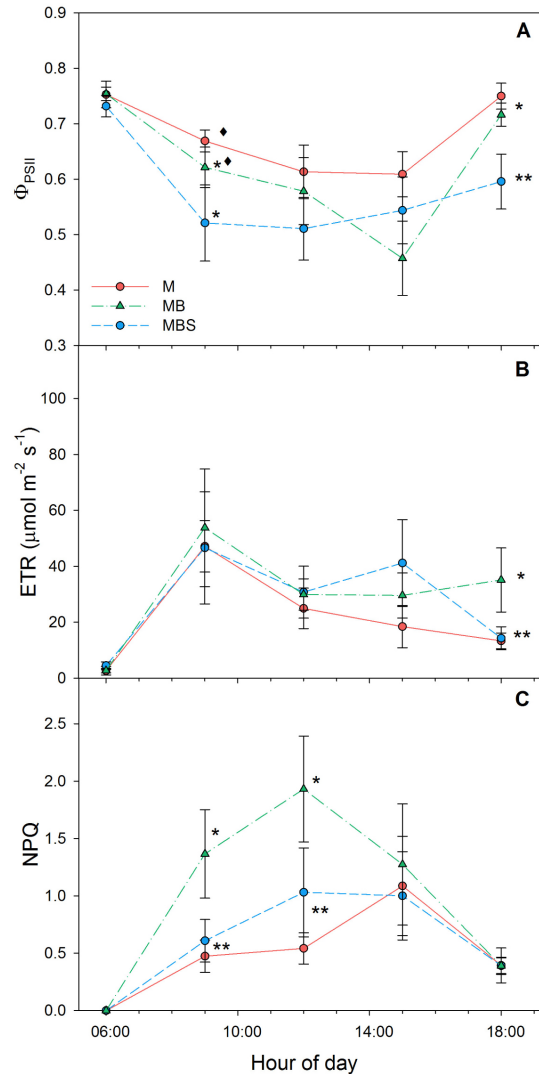 A
0.9
0.8
0.7
0.6
0.5
0.4
0.3
ΦPSII
♦
*♦
*
*
**
M
MB
MBS
B
100
80
60
40
20
0
ETR (μmol m⁻² s⁻¹)
*
**
C
2.5
2.0
1.5
1.0
0.5
0.0
NPQ
*
*
**
**
06:00 10:00 14:00 18:00
Hour of day